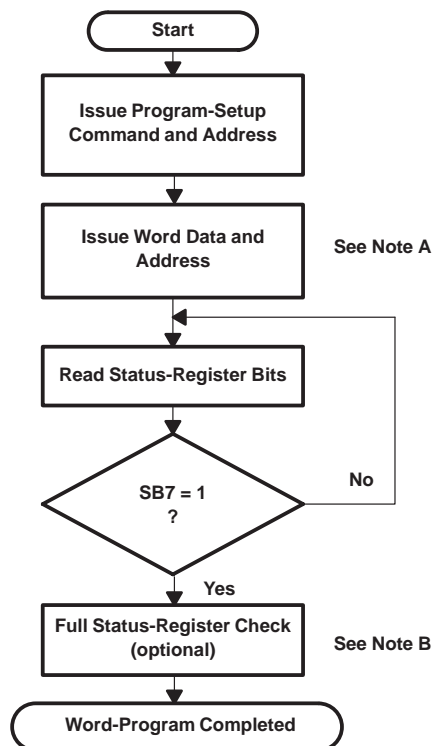 Start
Issue Program-Setup
Command and Address
Issue Word Data and
Address
See Note A
Read Status-Register Bits
SB7 = 1
?
No
Yes
Full Status-Register Check
(optional)
See Note B
Word-Program Completed